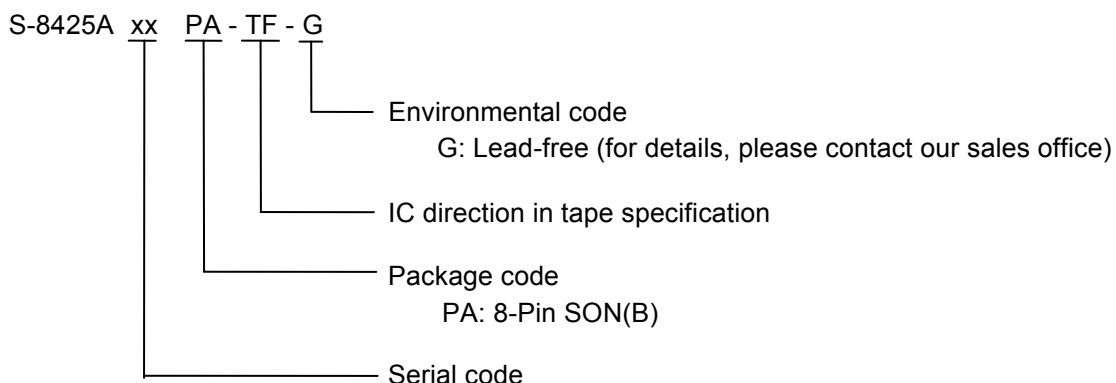 S-8425A xx PA - TF - G
Environmental code
G: Lead-free (for details, please contact our sales office)
IC direction in tape specification
Package code
PA: 8-Pin SON(B)
Serial code